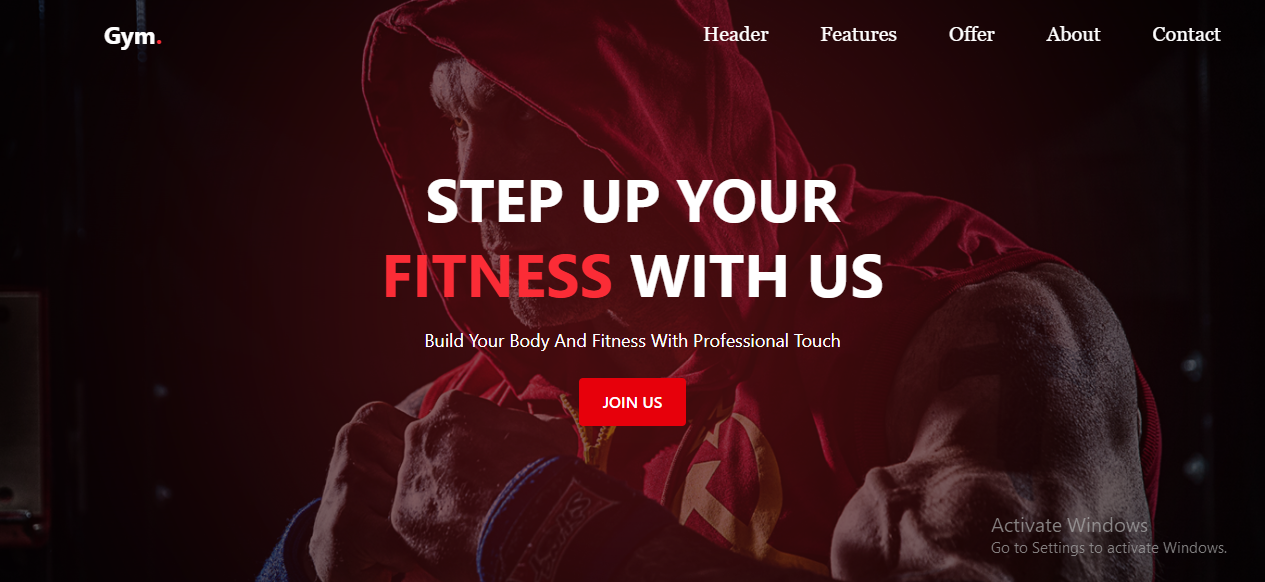 Gym.
Header Features Offer About Contact
STEP UP YOUR
FITNESS WITH US
Build Your Body And Fitness With Professional Touch
JOIN US
Activate Windows
Go to Settings to activate Windows.